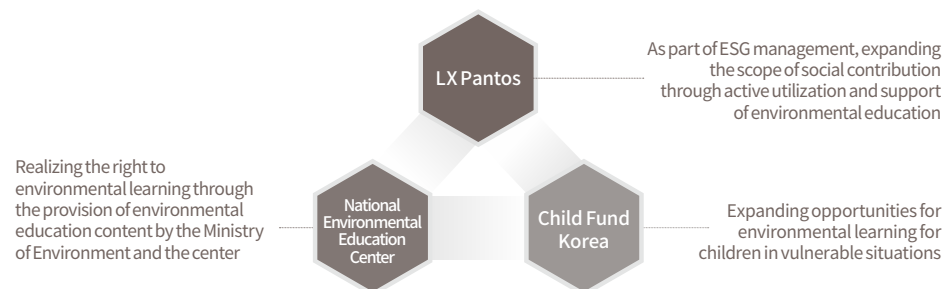 LX Pantos
As part of ESG management, expanding
the scope of social contribution
through active utilization and support
of environmental education
Realizing the right to
environmental learning through
the provision of environmental
education content by the Ministry
of Environment and the center
National
Environmental
Education
Center
Child Fund
Korea
Expanding opportunities for
environmental learning for
children in vulnerable situations